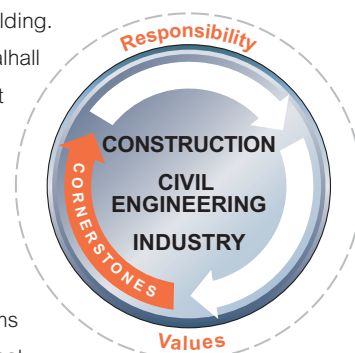 Responsibility
CONSTRUCTION
CIVIL
ENGINEERING
INDUSTRY
CORNERSTONES
Values